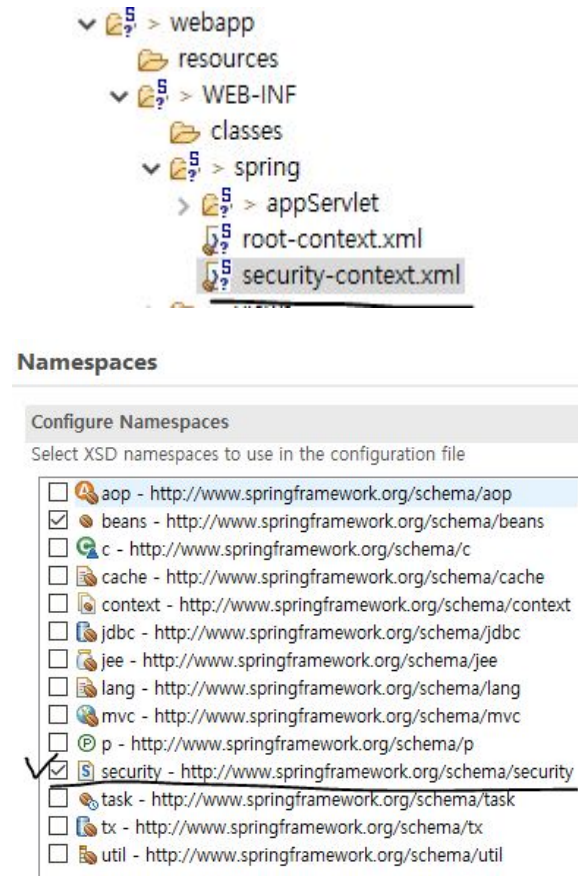 > webapp
resources
> WEB-INF
classes
> spring
> appServlet
root-context.xml
security-context.xml
Namespaces
Configure Namespaces
Select XSD namespaces to use in the configuration file
aop - http://www.springframework.org/schema/aop
beans - http://www.springframework.org/schema/beans
c - http://www.springframework.org/schema/c
cache - http://www.springframework.org/schema/cache
context - http://www.springframework.org/schema/context
jdbc - http://www.springframework.org/schema/jdbc
jee - http://www.springframework.org/schema/jee
lang - http://www.springframework.org/schema/lang
mvc - http://www.springframework.org/schema/mvc
p - http://www.springframework.org/schema/p
security - http://www.springframework.org/schema/security
task - http://www.springframework.org/schema/task
tx - http://www.springframework.org/schema/tx
util - http://www.springframework.org/schema/util